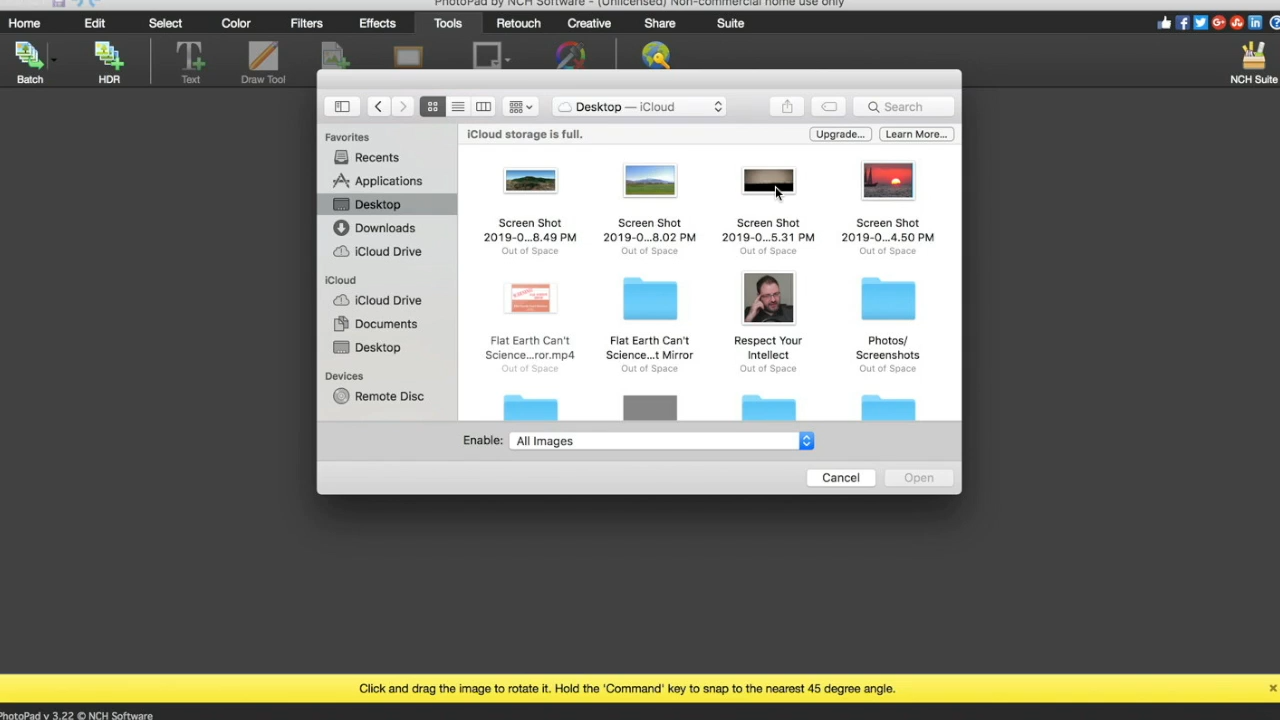 PhotoPad by NCH Software - (Unlicensed) Non-commercial home use only
Home Edit Select Color Filters Effects Tools Retouch Creative Share Suite
Batch HDR Text Draw Tool NCH Suite
Desktop — iCloud Search
Favorites
Recents
Applications
Desktop
Downloads
iCloud Drive
iCloud
iCloud Drive
Documents
Desktop
Devices
Remote Disc
iCloud storage is full. Upgrade... Learn More...
Screen Shot
2019-0...8.49 PM
Out of Space
Screen Shot
2019-0...8.02 PM
Out of Space
Screen Shot
2019-0...5.31 PM
Out of Space
Screen Shot
2019-0...4.50 PM
Out of Space
Flat Earth Can't
Science...ror.mp4
Out of Space
Flat Earth Can't
Science...t Mirror
Out of Space
Respect Your
Intellect
Out of Space
Photos/
Screenshots
Out of Space
Enable: All Images
Cancel Open
Click and drag the image to rotate it. Hold the 'Command' key to snap to the nearest 45 degree angle.
PhotoPad v 3.22 © NCH Software